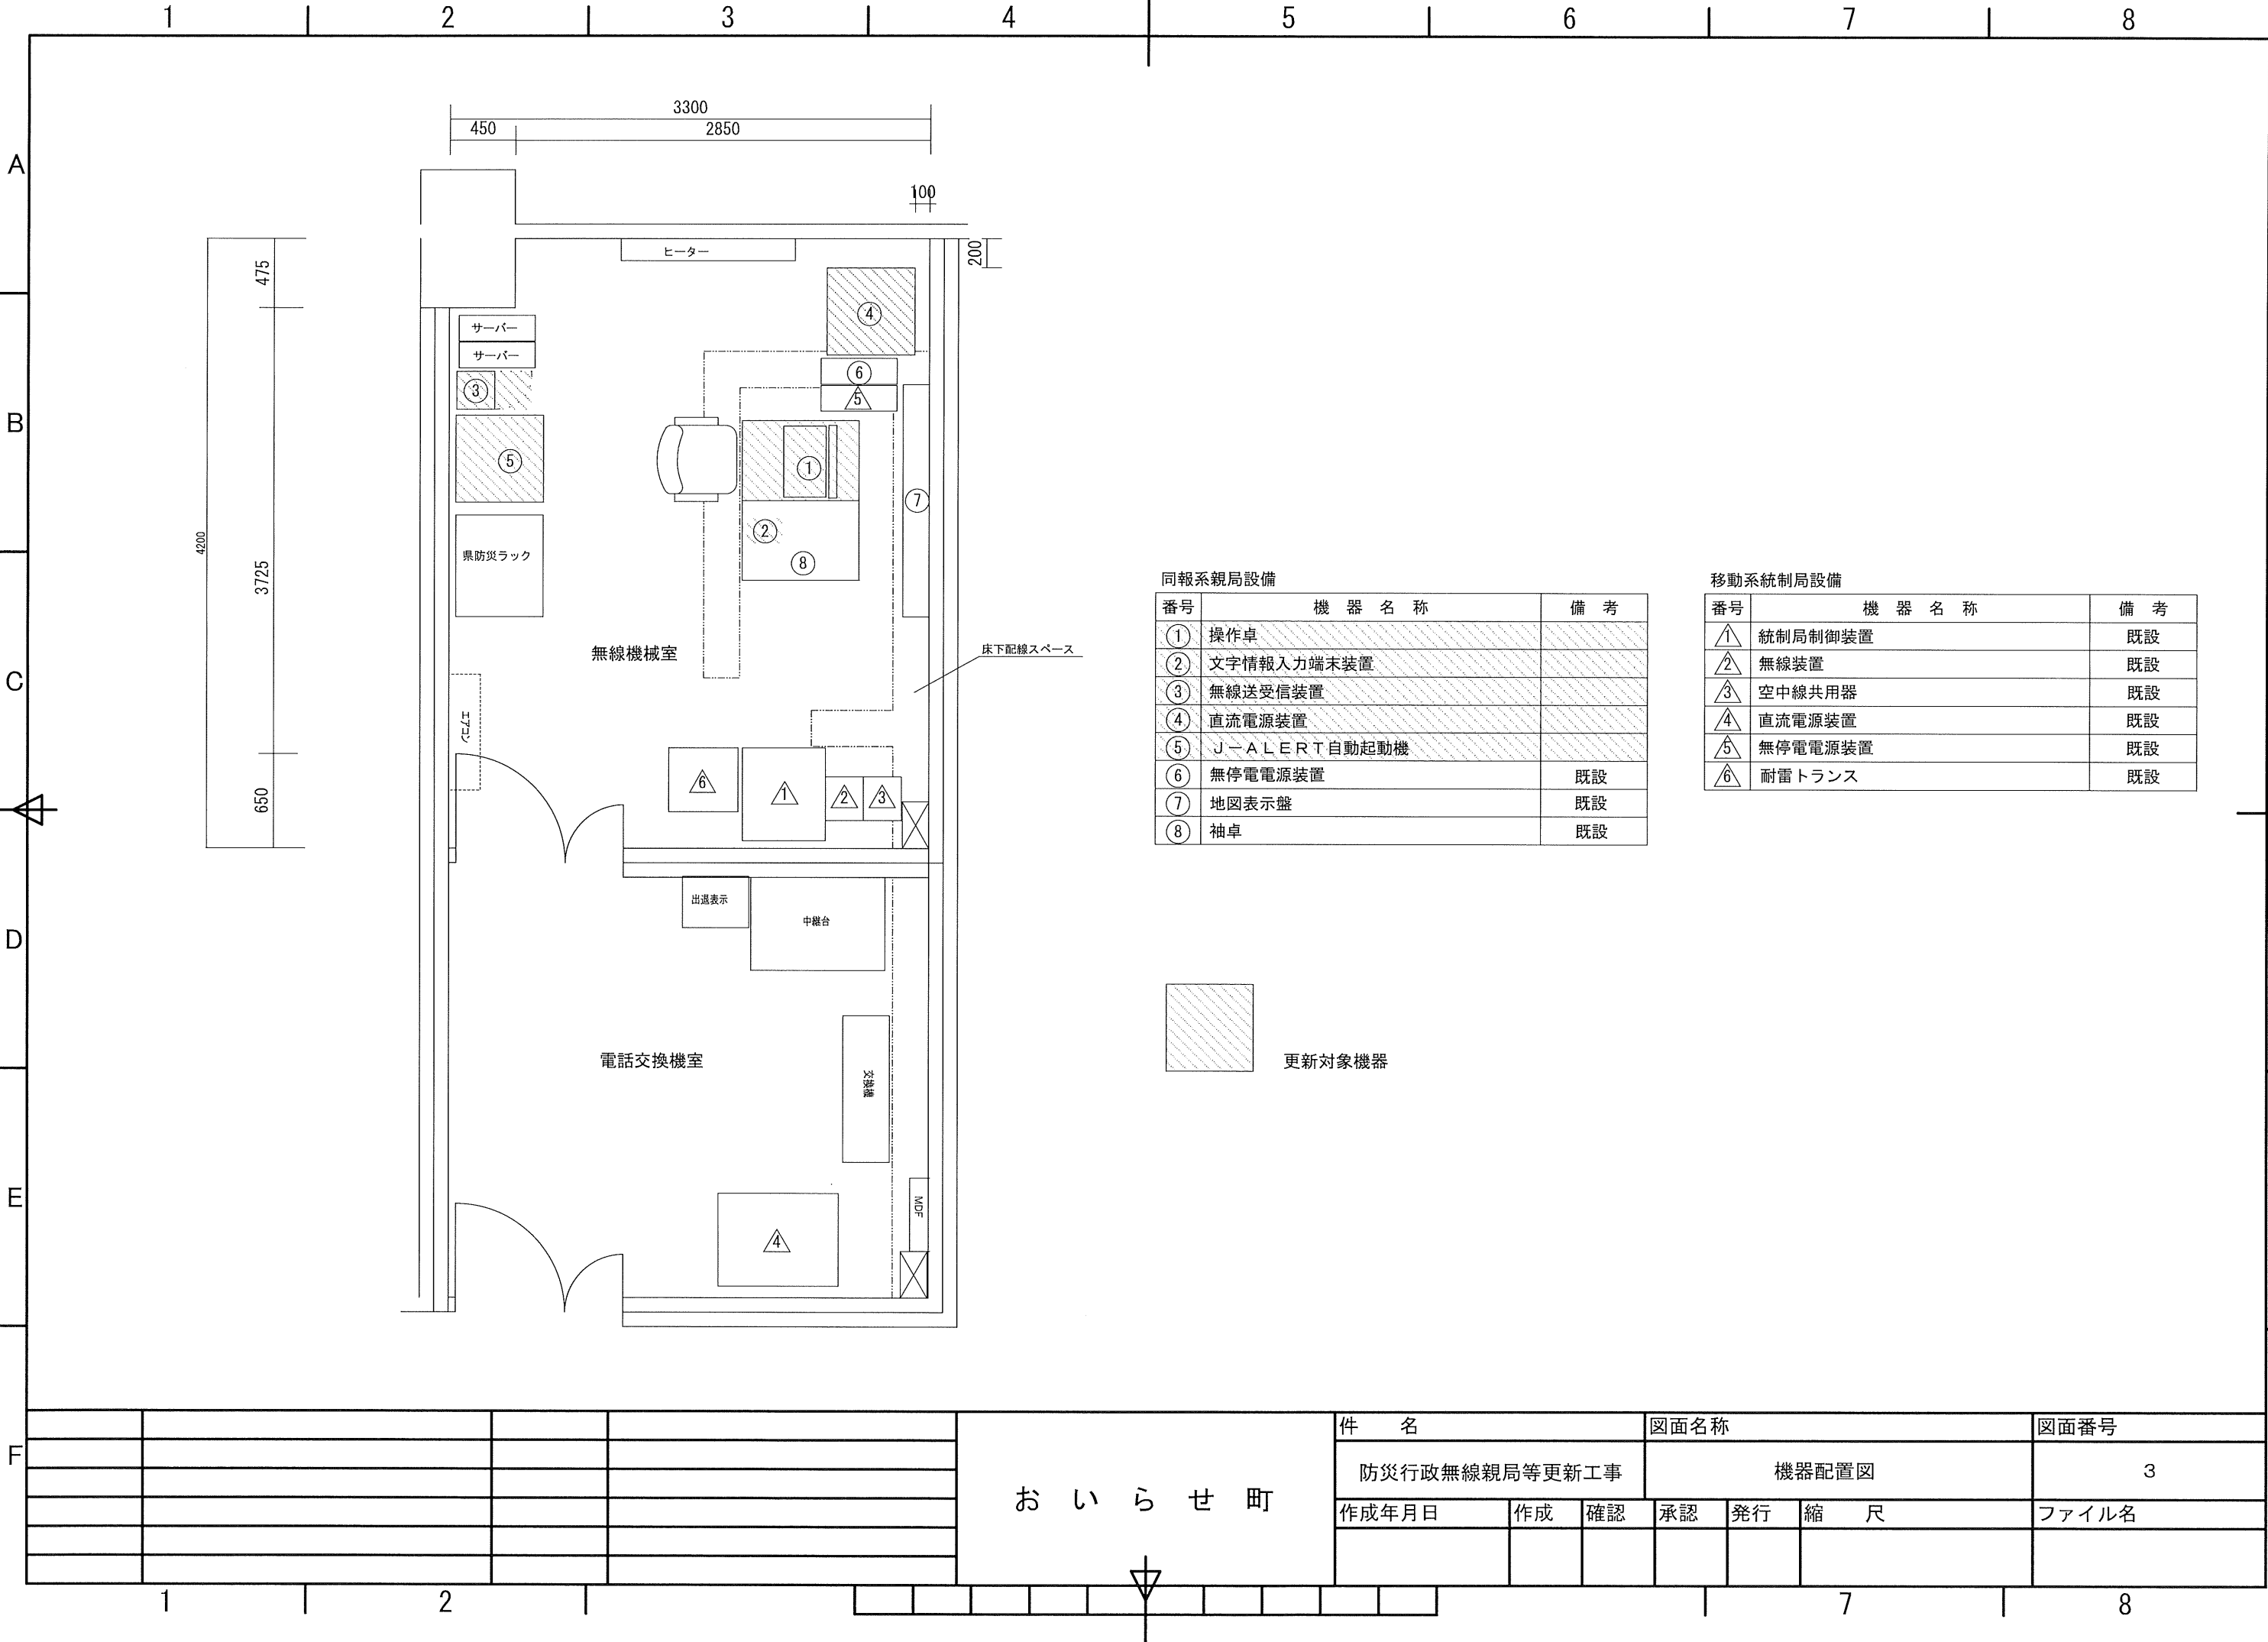 1 2 3 4 5 6 7 8
A
B
C
D
E
F
3300
450 2850
100
200
475
4200
3725
650
ヒーター
④
サーバー
サーバー
⑥
5
③
⑤
①
⑦
②
⑧
県防災ラック
無線機械室
床下配線スペース
エアコン
6 1 2 3
出退表示
中継台
電話交換機室
交換機
MDF
4
同報系親局設備
番号 機 器 名 称 備 考
① 操作卓
② 文字情報入力端末装置
③ 無線送受信装置
④ 直流電源装置
⑤ J-ALERT自動起動機
⑥ 無停電電源装置 既設
⑦ 地図表示盤 既設
⑧ 袖卓 既設
移動系統制局設備
番号 機 器 名 称 備 考
1 統制局制御装置 既設
2 無線装置 既設
3 空中線共用器 既設
4 直流電源装置 既設
5 無停電電源装置 既設
6 耐雷トランス 既設
更新対象機器
おいらせ町
件 名 図面名称 図面番号
防災行政無線親局等更新工事 機器配置図 3
作成年月日 作成 確認 承認 発行 縮 尺 ファイル名
1 2 7 8